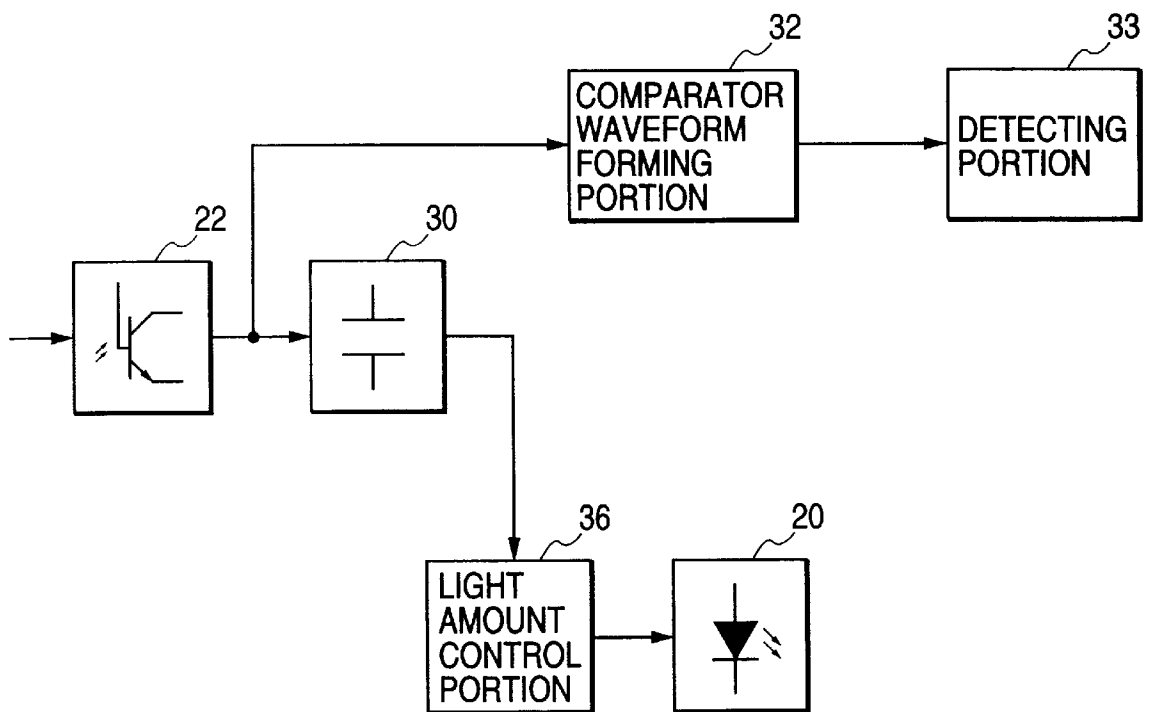 32
33
COMPARATOR
WAVEFORM
FORMING
PORTION
DETECTING
PORTION
22
30
36
20
LIGHT
AMOUNT
CONTROL
PORTION